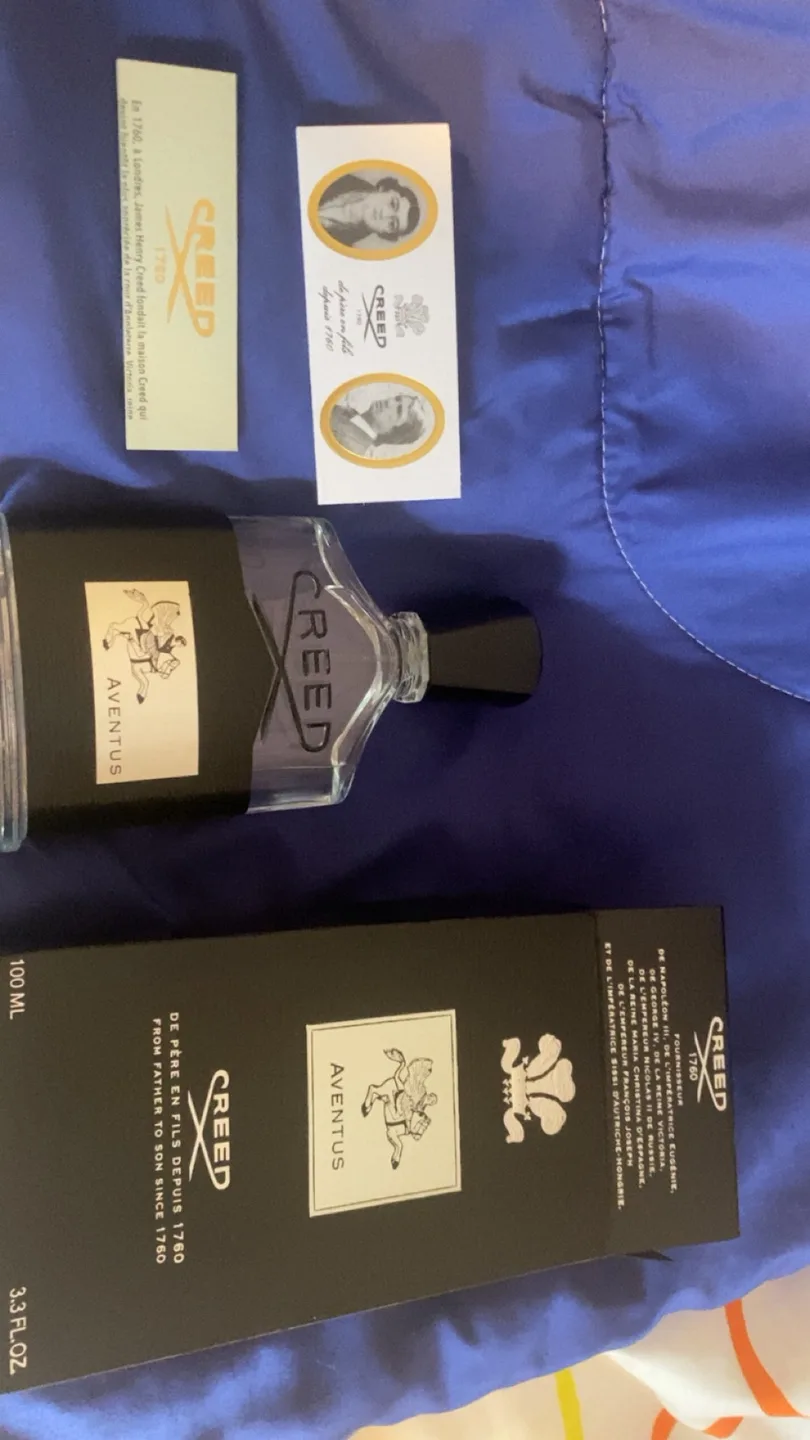 CREED
1760
En 1760, à Londres, James Henry Creed fondait la maison Creed qui
CREED
1760
de père en fils
depuis 1760
CREED
AVENTUS
CREED
1760
FOURNISSEUR
DE NAPOLÉON III, DE L'IMPÉRATRICE EUGÉNIE,
DE GEORGE IV, DE LA REINE VICTORIA,
DE L'EMPEREUR NICOLAS II DE RUSSIE,
DE LA REINE MARIA CHRISTINA D'ESPAGNE,
DE L'EMPEREUR FRANÇOIS JOSEPH
ET DE L'IMPÉRATRICE SISSI D'AUTRICHE-HONGRIE.
AVENTUS
CREED
DE PÈRE EN FILS DEPUIS 1760
FROM FATHER TO SON SINCE 1760
100 ML
3.3 FL.OZ.